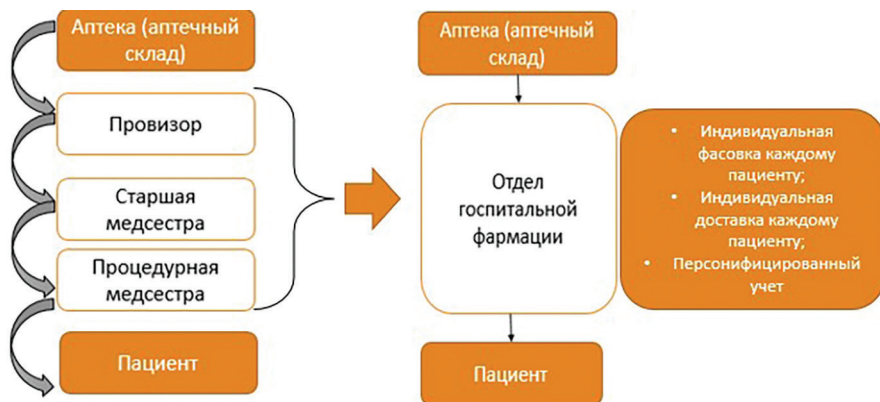 Аптека (аптечный
склад)
Провизор
Старшая
медсестра
Процедурная
медсестра
Пациент
Аптека (аптечный
склад)
Отдел
госпитальной
фармации
Пациент
• Индивидуальная
фасовка каждому
пациенту;
• Индивидуальная
доставка каждому
пациенту;
• Персонифицированный
учет